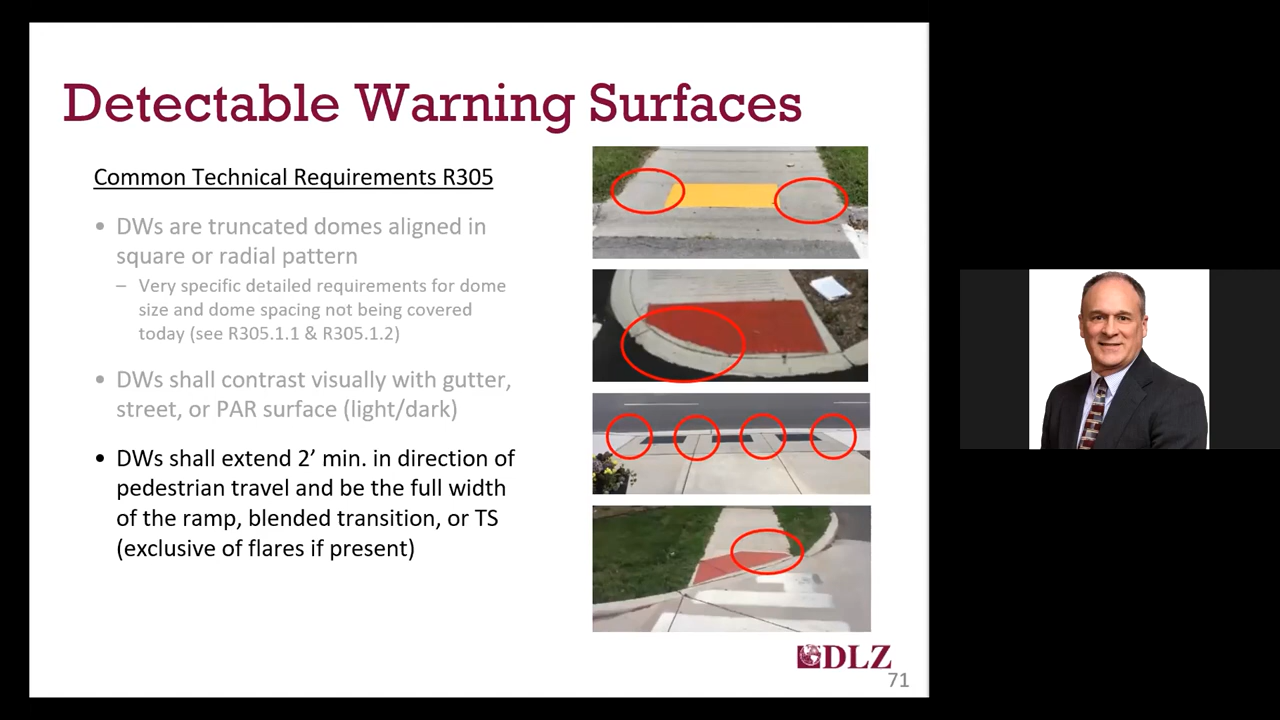 Detectable Warning Surfaces
Common Technical Requirements R305
• DWs are truncated domes aligned in
square or radial pattern
– Very specific detailed requirements for dome
size and dome spacing not being covered
today (see R305.1.1 & R305.1.2)
• DWs shall contrast visually with gutter,
street, or PAR surface (light/dark)
• DWs shall extend 2’ min. in direction of
pedestrian travel and be the full width
of the ramp, blended transition, or TS
(exclusive of flares if present)
DLZ
71